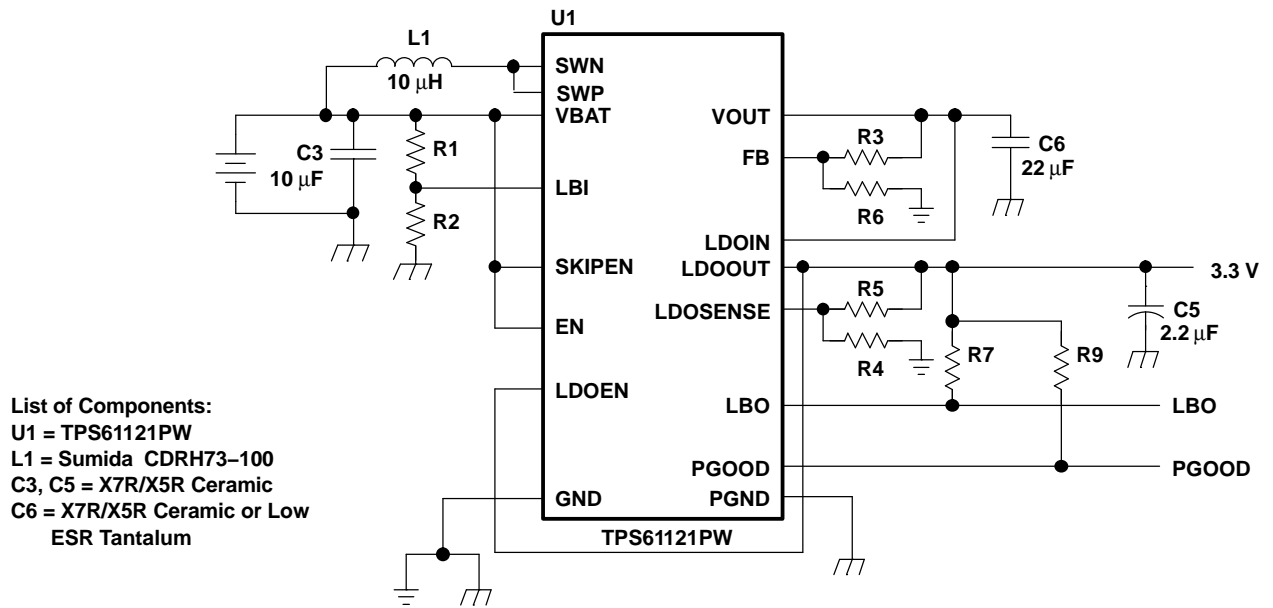 U1
L1
10 μH
SWN
SWP
VBAT
VOUT
R3
C6
22 μF
C3
10 μF
R1
FB
LBI
R6
R2
LDOIN
SKIPEN
LDOOUT
3.3 V
R5
LDOSENSE
C5
2.2 μF
EN
R4
R7
R9
LDOEN
LBO
LBO
PGOOD
PGOOD
GND
PGND
TPS61121PW
List of Components:
U1 = TPS61121PW
L1 = Sumida CDRH73–100
C3, C5 = X7R/X5R Ceramic
C6 = X7R/X5R Ceramic or Low
ESR Tantalum